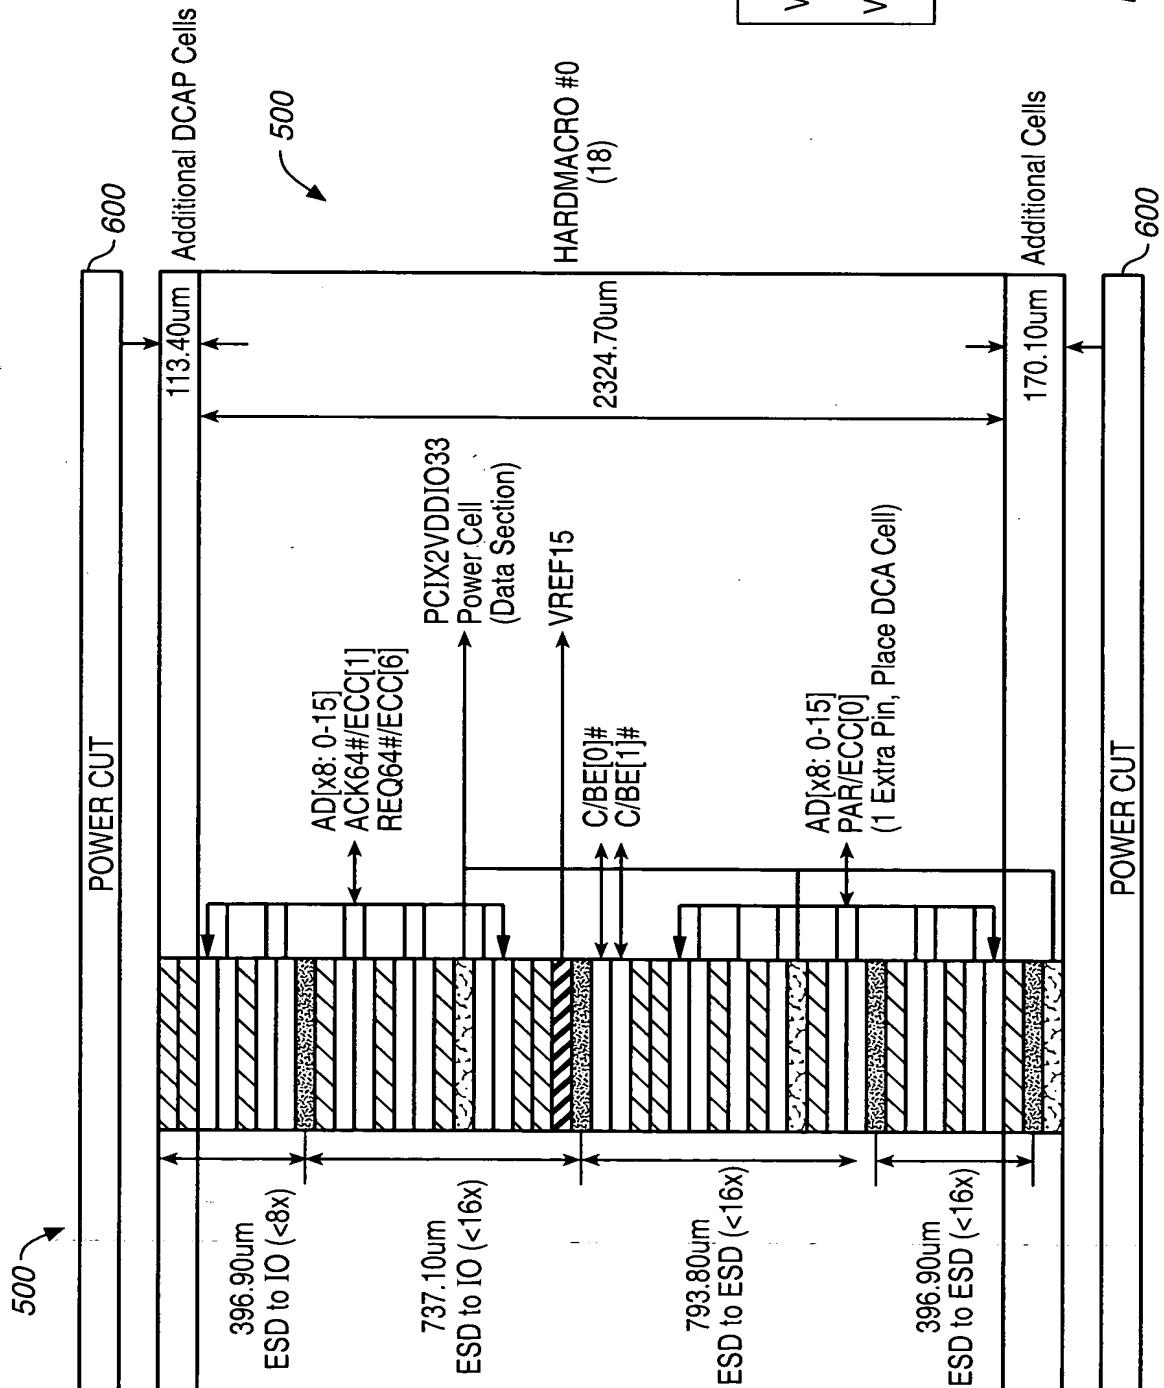 500
POWER CUT
600
Additional DCAP Cells
113.40um
500
396.90um
ESD to IO (<8x)
AD[x8: 0-15]
ACK64#/ECC[1]
REQ64#/ECC[6]
737.10um
ESD to IO (<16x)
PCIX2VDDIO33
Power Cell
(Data Section)
VREF15
2324.70um
HARDMACRO #0
(18)
C/BE[0]#
C/BE[1]#
793.80um
ESD to ESD (<16x)
AD[x8: 0-15]
PAR/ECC[0]
(1 Extra Pin, Place DCA Cell)
396.90um
ESD to ESD (<16x)
170.10um
Additional Cells
POWER CUT
600
V
V